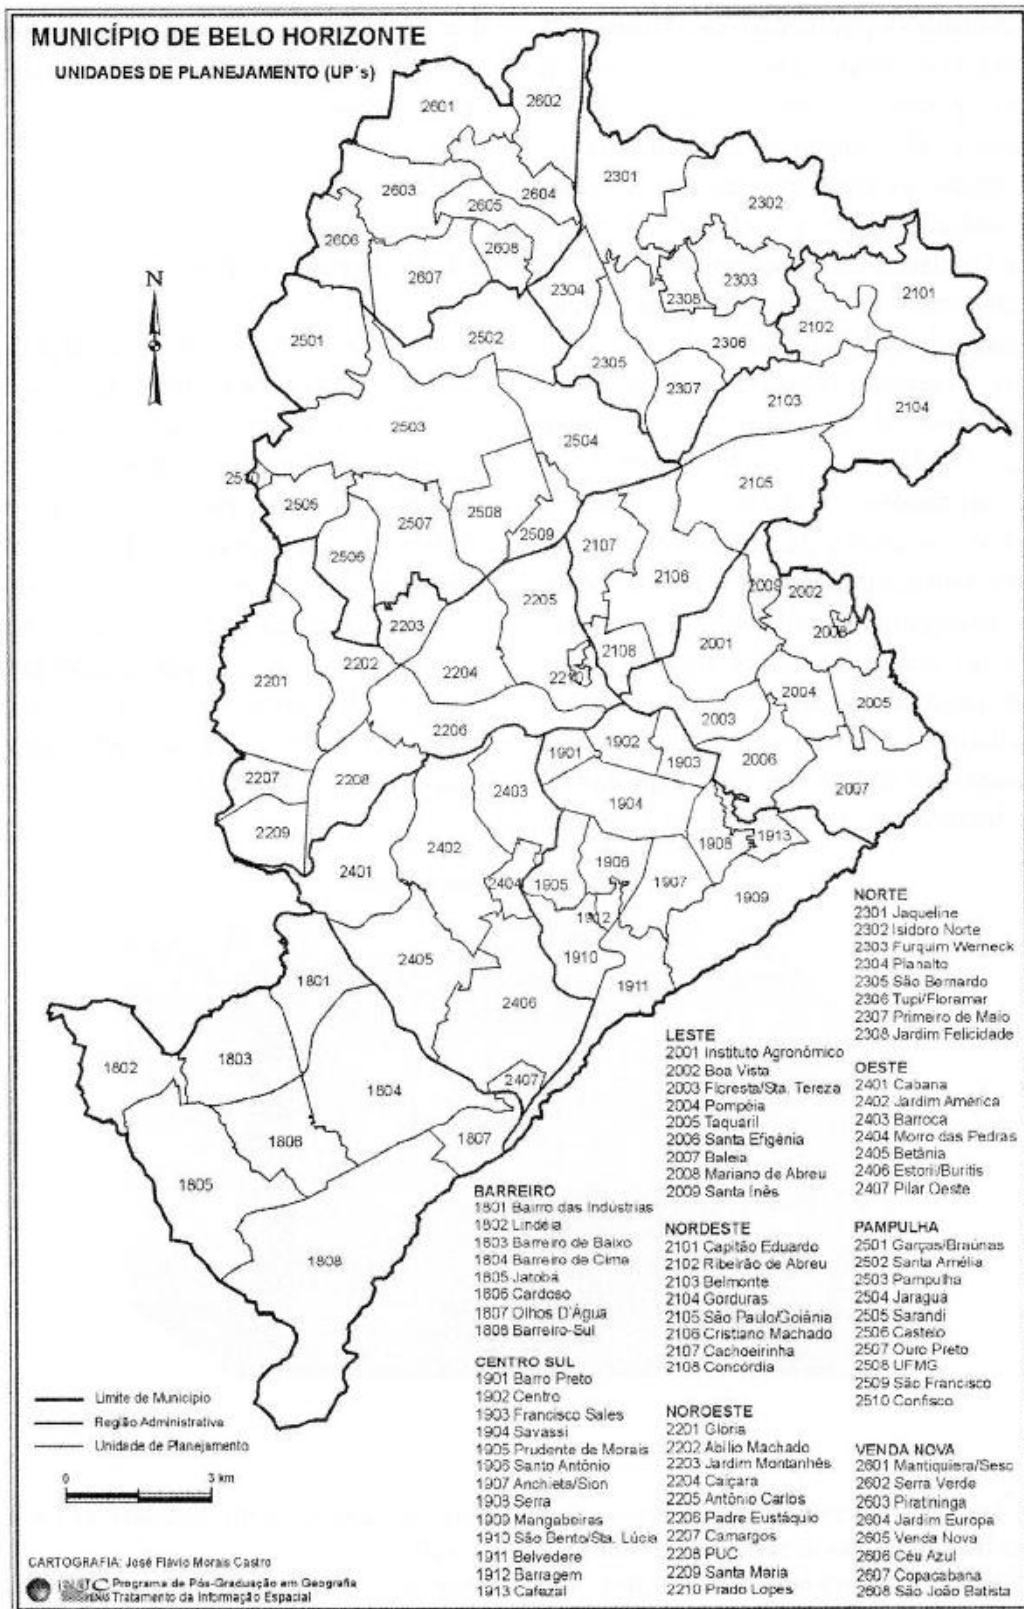 MUNICÍPIO DE BELO HORIZONTE
UNIDADES DE PLANEJAMENTO (UP´s)
2601
2602
2603
2604
2605
2606
2607
2608
2301
2302
2303
2304
2305
2306
2307
2308
2101
2102
2103
2104
2105
2106
2107
2108
N
2501
2502
2503
2504
2505
2506
2507
2508
2509
2510
2201
2202
2203
2204
2205
2206
2207
2208
2209
2210
2001
2002
2003
2004
2005
2006
2007
2008
2009
1901
1902
1903
1904
1905
1906
1907
1908
1909
1910
1911
1912
1913
2401
2402
2403
2404
2405
2406
2407
1801
1802
1803
1804
1805
1806
1807
1808
NORTE
2301 Jaqueline
2302 Isidoro Norte
2303 Furquim Werneck
2304 Planalto
2305 São Bernardo
2306 Tupi/Floramar
2307 Primeiro de Maio
2308 Jardim Felicidade
LESTE
2001 Instituto Agronômico
2002 Boa Vista
2003 Floresta/Sta. Tereza
2004 Pompéia
2005 Taquaril
2006 Santa Efigênia
2007 Baleia
2008 Mariano de Abreu
2009 Santa Inês
OESTE
2401 Cabana
2402 Jardim América
2403 Barroca
2404 Morro das Pedras
2405 Betânia
2406 Estoril/Buritis
2407 Pilar Oeste
BARREIRO
1801 Bairro das Indústrias
1802 Lindéia
1803 Barreiro de Baixo
1804 Barreiro de Cima
1805 Jatobá
1806 Cardoso
1807 Olhos D'Água
1808 Barreiro-Sul
NORDESTE
2101 Capitão Eduardo
2102 Ribeirão de Abreu
2103 Belmonte
2104 Gorduras
2105 São Paulo/Goiânia
2106 Cristiano Machado
2107 Cachoeirinha
2108 Concórdia
PAMPULHA
2501 Garças/Braúnas
2502 Santa Amélia
2503 Pampulha
2504 Jaragua
2505 Sarandi
2506 Castelo
2507 Ouro Preto
2508 UFMG
2509 São Francisco
2510 Confisco
CENTRO SUL
1901 Barro Preto
1902 Centro
1903 Francisco Sales
1904 Savassi
1905 Prudente de Morais
1906 Santo Antônio
1907 Anchieta/Sion
1908 Serra
1909 Mangabeiras
1910 São Bento/Sta. Lúcia
1911 Belvedere
1912 Barragem
1913 Cafezal
NOROESTE
2201 Glória
2202 Abílio Machado
2203 Jardim Montanhês
2204 Caiçara
2205 Antônio Carlos
2206 Padre Eustáquio
2207 Camargos
2208 PUC
2209 Santa Maria
2210 Prado Lopes
VENDA NOVA
2601 Mantiquiera/Sesc
2602 Serra Verde
2603 Piratininga
2604 Jardim Europa
2605 Venda Nova
2606 Céu Azul
2607 Copacabana
2608 São João Batista
Limite de Município
Região Administrativa
Unidade de Planejamento
0 3 km
CARTOGRAFIA: José Flávio Morais Castro
Programa de Pós-Graduação em Geografia
Tratamento da Informação Espacial